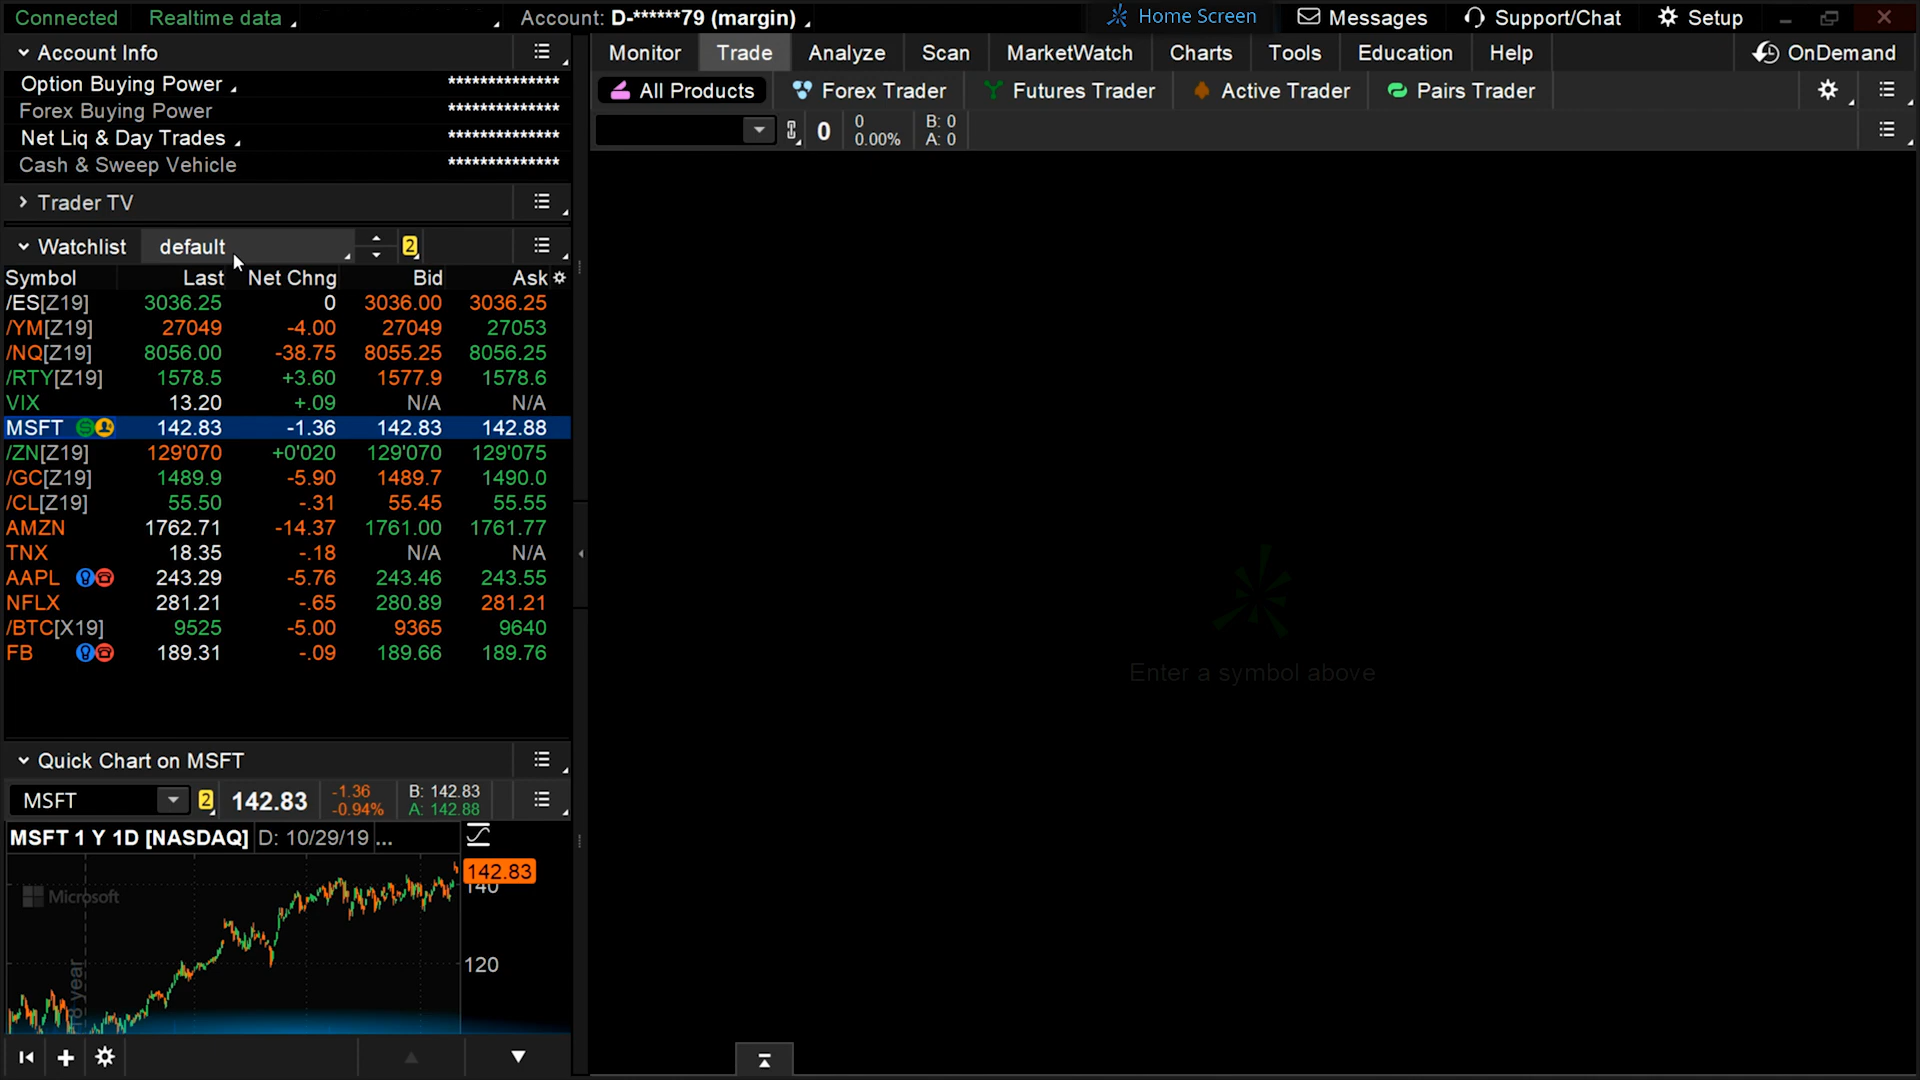 Connected Realtime data Account: D-******79 (margin) Home Screen Messages Support/Chat Setup
Account Info
Option Buying Power **************
Forex Buying Power **************
Net Liq & Day Trades **************
Cash & Sweep Vehicle **************
Trader TV
Watchlist default 2
Symbol Last Net Chng Bid Ask
/ES[Z19] 3036.25 0 3036.00 3036.25
/YM[Z19] 27049 -4.00 27049 27053
/NQ[Z19] 8056.00 -38.75 8055.25 8056.25
/RTY[Z19] 1578.5 +3.60 1577.9 1578.6
VIX 13.20 +.09 N/A N/A
MSFT 142.83 -1.36 142.83 142.88
/ZN[Z19] 129'070 +0'020 129'070 129'075
/GC[Z19] 1489.9 -5.90 1489.7 1490.0
/CL[Z19] 55.50 -.31 55.45 55.55
AMZN 1762.71 -14.37 1761.00 1761.77
TNX 18.35 -.18 N/A N/A
AAPL 243.29 -5.76 243.46 243.55
NFLX 281.21 -.65 280.89 281.21
/BTC[X19] 9525 -5.00 9365 9640
FB 189.31 -.09 189.66 189.76
Quick Chart on MSFT
MSFT 2 142.83 -1.36 B: 142.83
-0.94% A: 142.88
MSFT 1 Y 1D [NASDAQ] D: 10/29/19 ...
142.83
140
Microsoft
120
18 year
Monitor Trade Analyze Scan MarketWatch Charts Tools Education Help OnDemand
All Products Forex Trader Futures Trader Active Trader Pairs Trader
0 0 B: 0
0.00% A: 0
Enter a symbol above